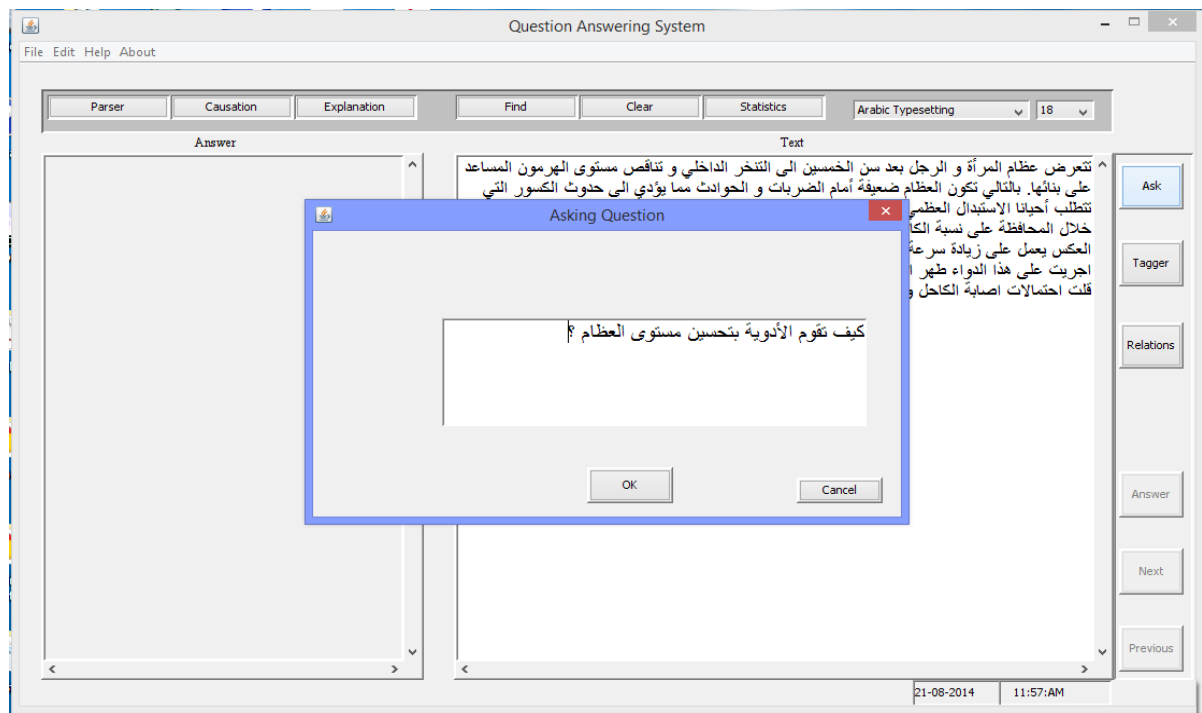 Question Answering System
File Edit Help About
Parser Causation Explanation Find Clear Statistics Arabic Typesetting 18
Answer Text
تتعرض عظام المرأة و الرجل بعد سن الخمسين الى التنخر الداخلي و تناقص مستوى الهرمون المساعد
على بنائها. بالتالي تكون العظام ضعيفة أمام الضربات و الحوادث مما يؤدي الى حدوث الكسور التي
تتطلب أحيانا الاستبدال العظمي
خلال المحافظة على نسبة
العكس يعمل على زيادة سرعة
اجريت على هذا الدواء طهر
قلت احتمالات اصابة الكاحل و
Ask
Tagger
Relations
Answer
Next
Previous
Asking Question
كيف تقوم الأدوية بتحسين مستوى العظام ؟
OK Cancel
21-08-2014 11:57:AM